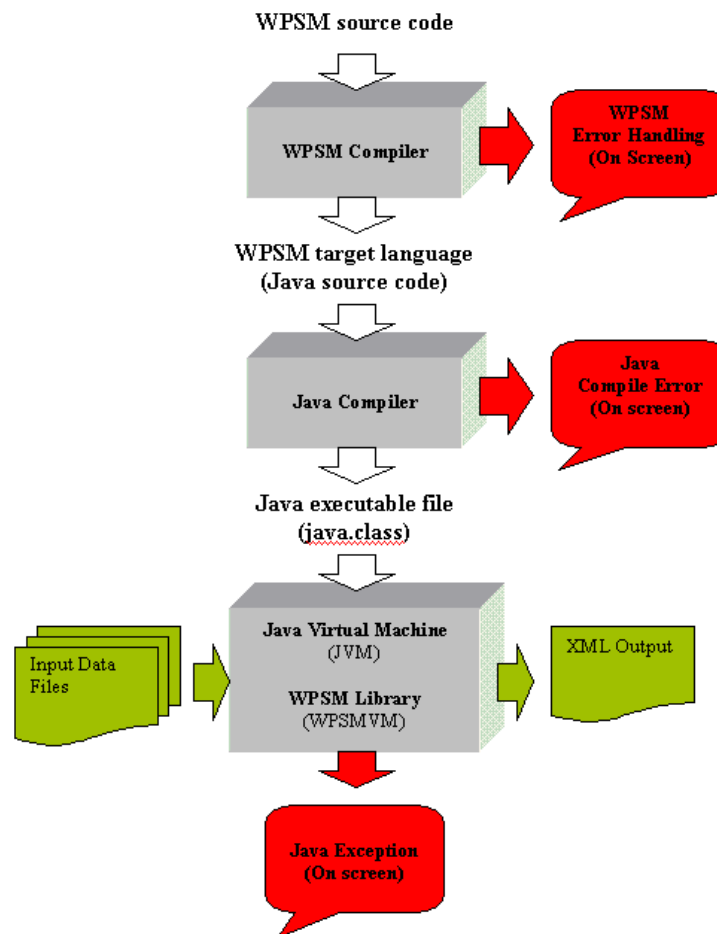 WPSM source code
WPSM Compiler
WPSM
Error Handling
(On Screen)
WPSM target language
(Java source code)
Java Compiler
Java
Compile Error
(On screen)
Java executable file
(java.class)
Java Virtual Machine
(JVM)
WPSM Library
(WPSMVM)
Input Data
Files
XML Output
Java Exception
(On screen)